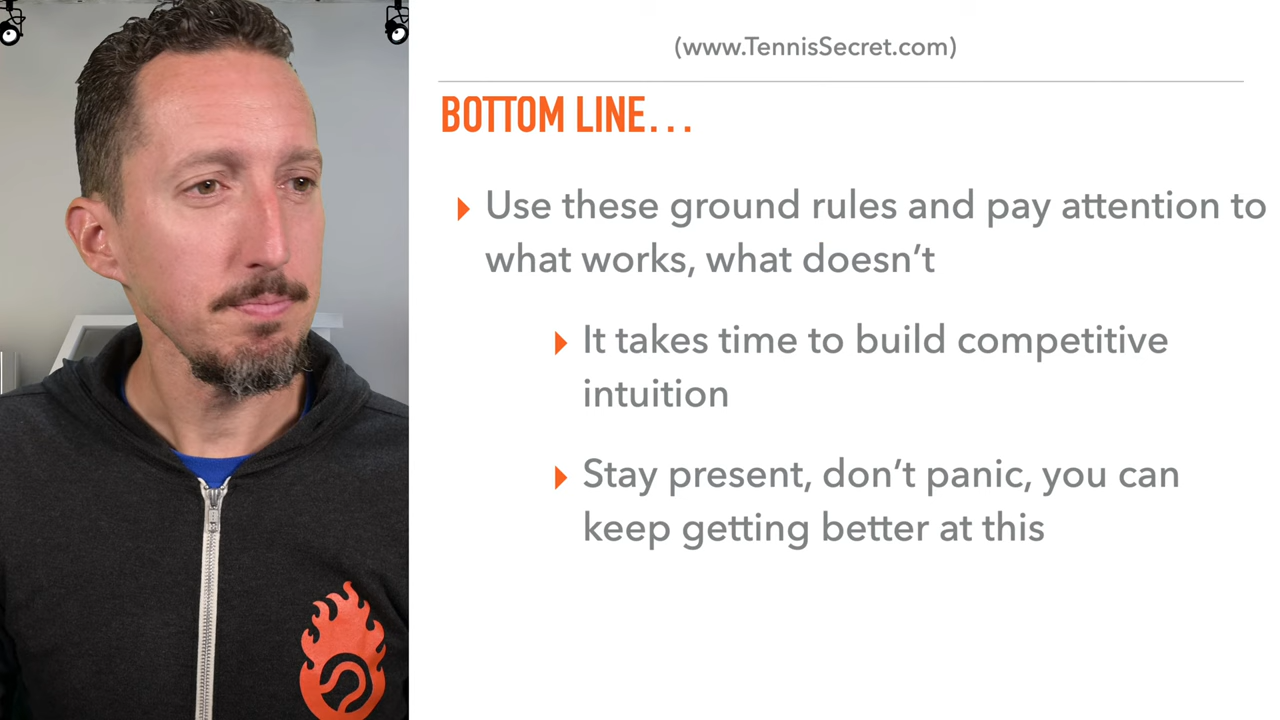 (www.TennisSecret.com)
BOTTOM LINE...
Use these ground rules and pay attention to
what works, what doesn’t
It takes time to build competitive
intuition
Stay present, don’t panic, you can
keep getting better at this